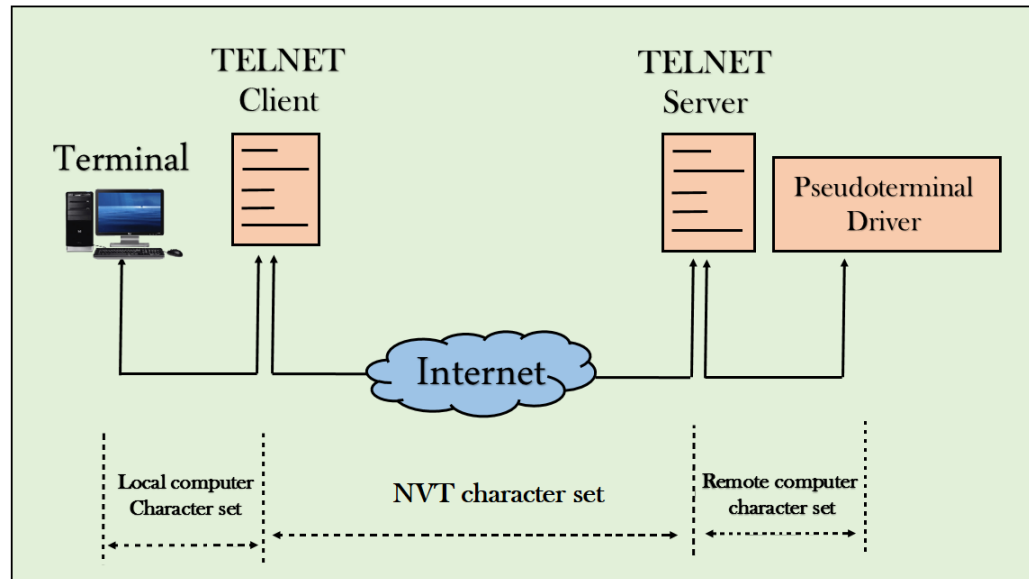 TELNET
Client
TELNET
Server
Terminal
Pseudoterminal
Driver
Internet
Local computer
Character set
NVT character set
Remote computer
character set